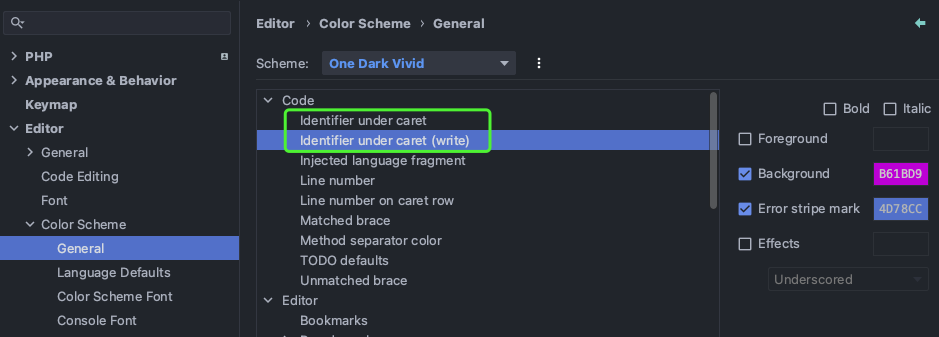 Editor › Color Scheme › General
PHP
Appearance & Behavior
Keymap
Editor
General
Code Editing
Font
Color Scheme
General
Language Defaults
Color Scheme Font
Console Font
Scheme: One Dark Vivid
Code
Identifier under caret
Identifier under caret (write)
Injected language fragment
Line number
Line number on caret row
Matched brace
Method separator color
TODO defaults
Unmatched brace
Editor
Bookmarks
Bold Italic
Foreground
Background B61BD9
Error stripe mark 4D78CC
Effects
Underscored